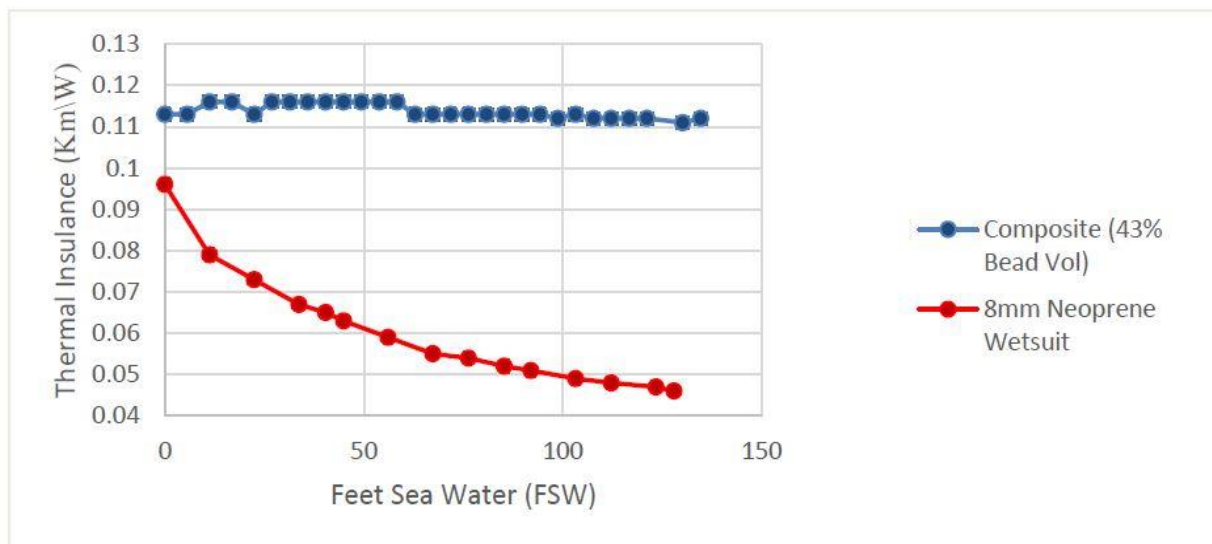 0.13
0.12
0.11
0.1
0.09
0.08
0.07
0.06
0.05
0.04
Thermal Insulance (Km\W)
0
50
100
150
Feet Sea Water (FSW)
Composite (43%
Bead Vol)
8mm Neoprene
Wetsuit